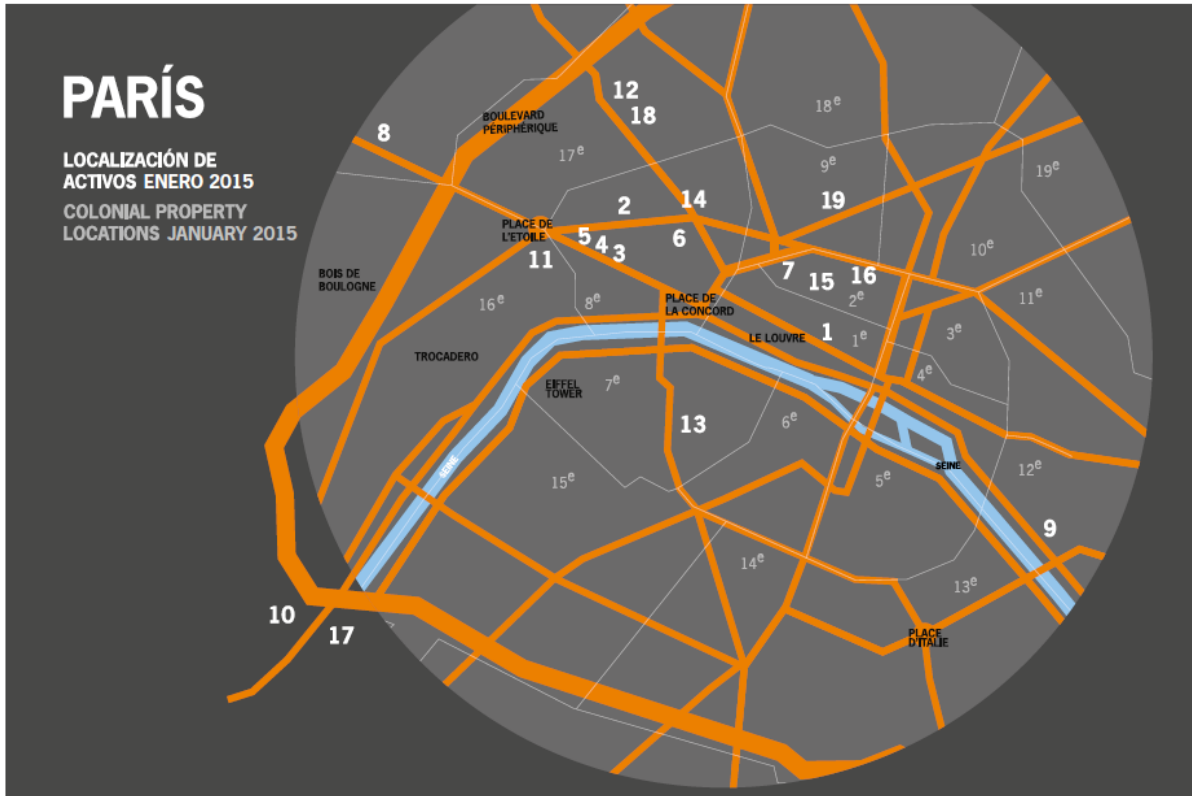 PARÍS
LOCALIZACIÓN DE
ACTIVOS ENERO 2015
COLONIAL PROPERTY
LOCATIONS JANUARY 2015
12
18
8
BOULEVARD
PÉRIPHÉRIQUE
18e
17e
9e
19e
2
14
19
PLACE DE
L'ETOILE
5
4
3
6
11
10e
7
15
16
BOIS DE
BOULOGNE
16e
8e
PLACE DE
LA CONCORD
2e
11e
LE LOUVRE
1
1e
3e
TROCADERO
4e
EIFFEL
TOWER
7e
13
6e
SEINE
SEINE
12e
15e
5e
9
14e
13e
10
17
PLACE
D'ITALIE